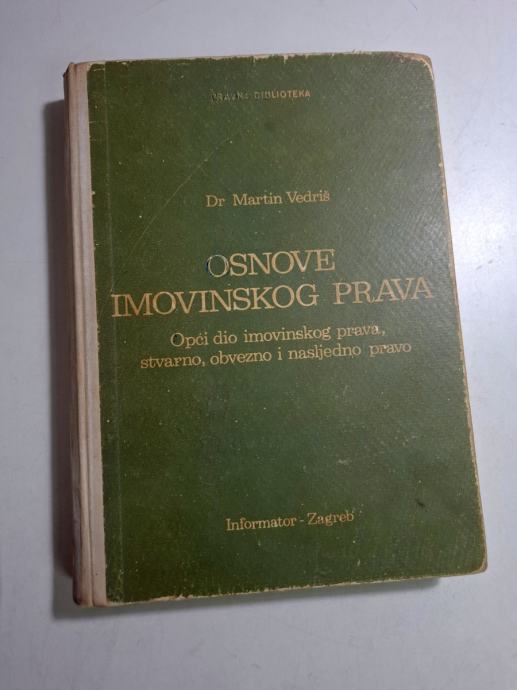 PRAVNA BIBLIOTEKA
Dr Martin Vedriš
OSNOVE
IMOVINSKOG PRAVA
Opći dio imovinskog prava,
stvarno, obvezno i nasljedno pravo
Informator - Zagreb